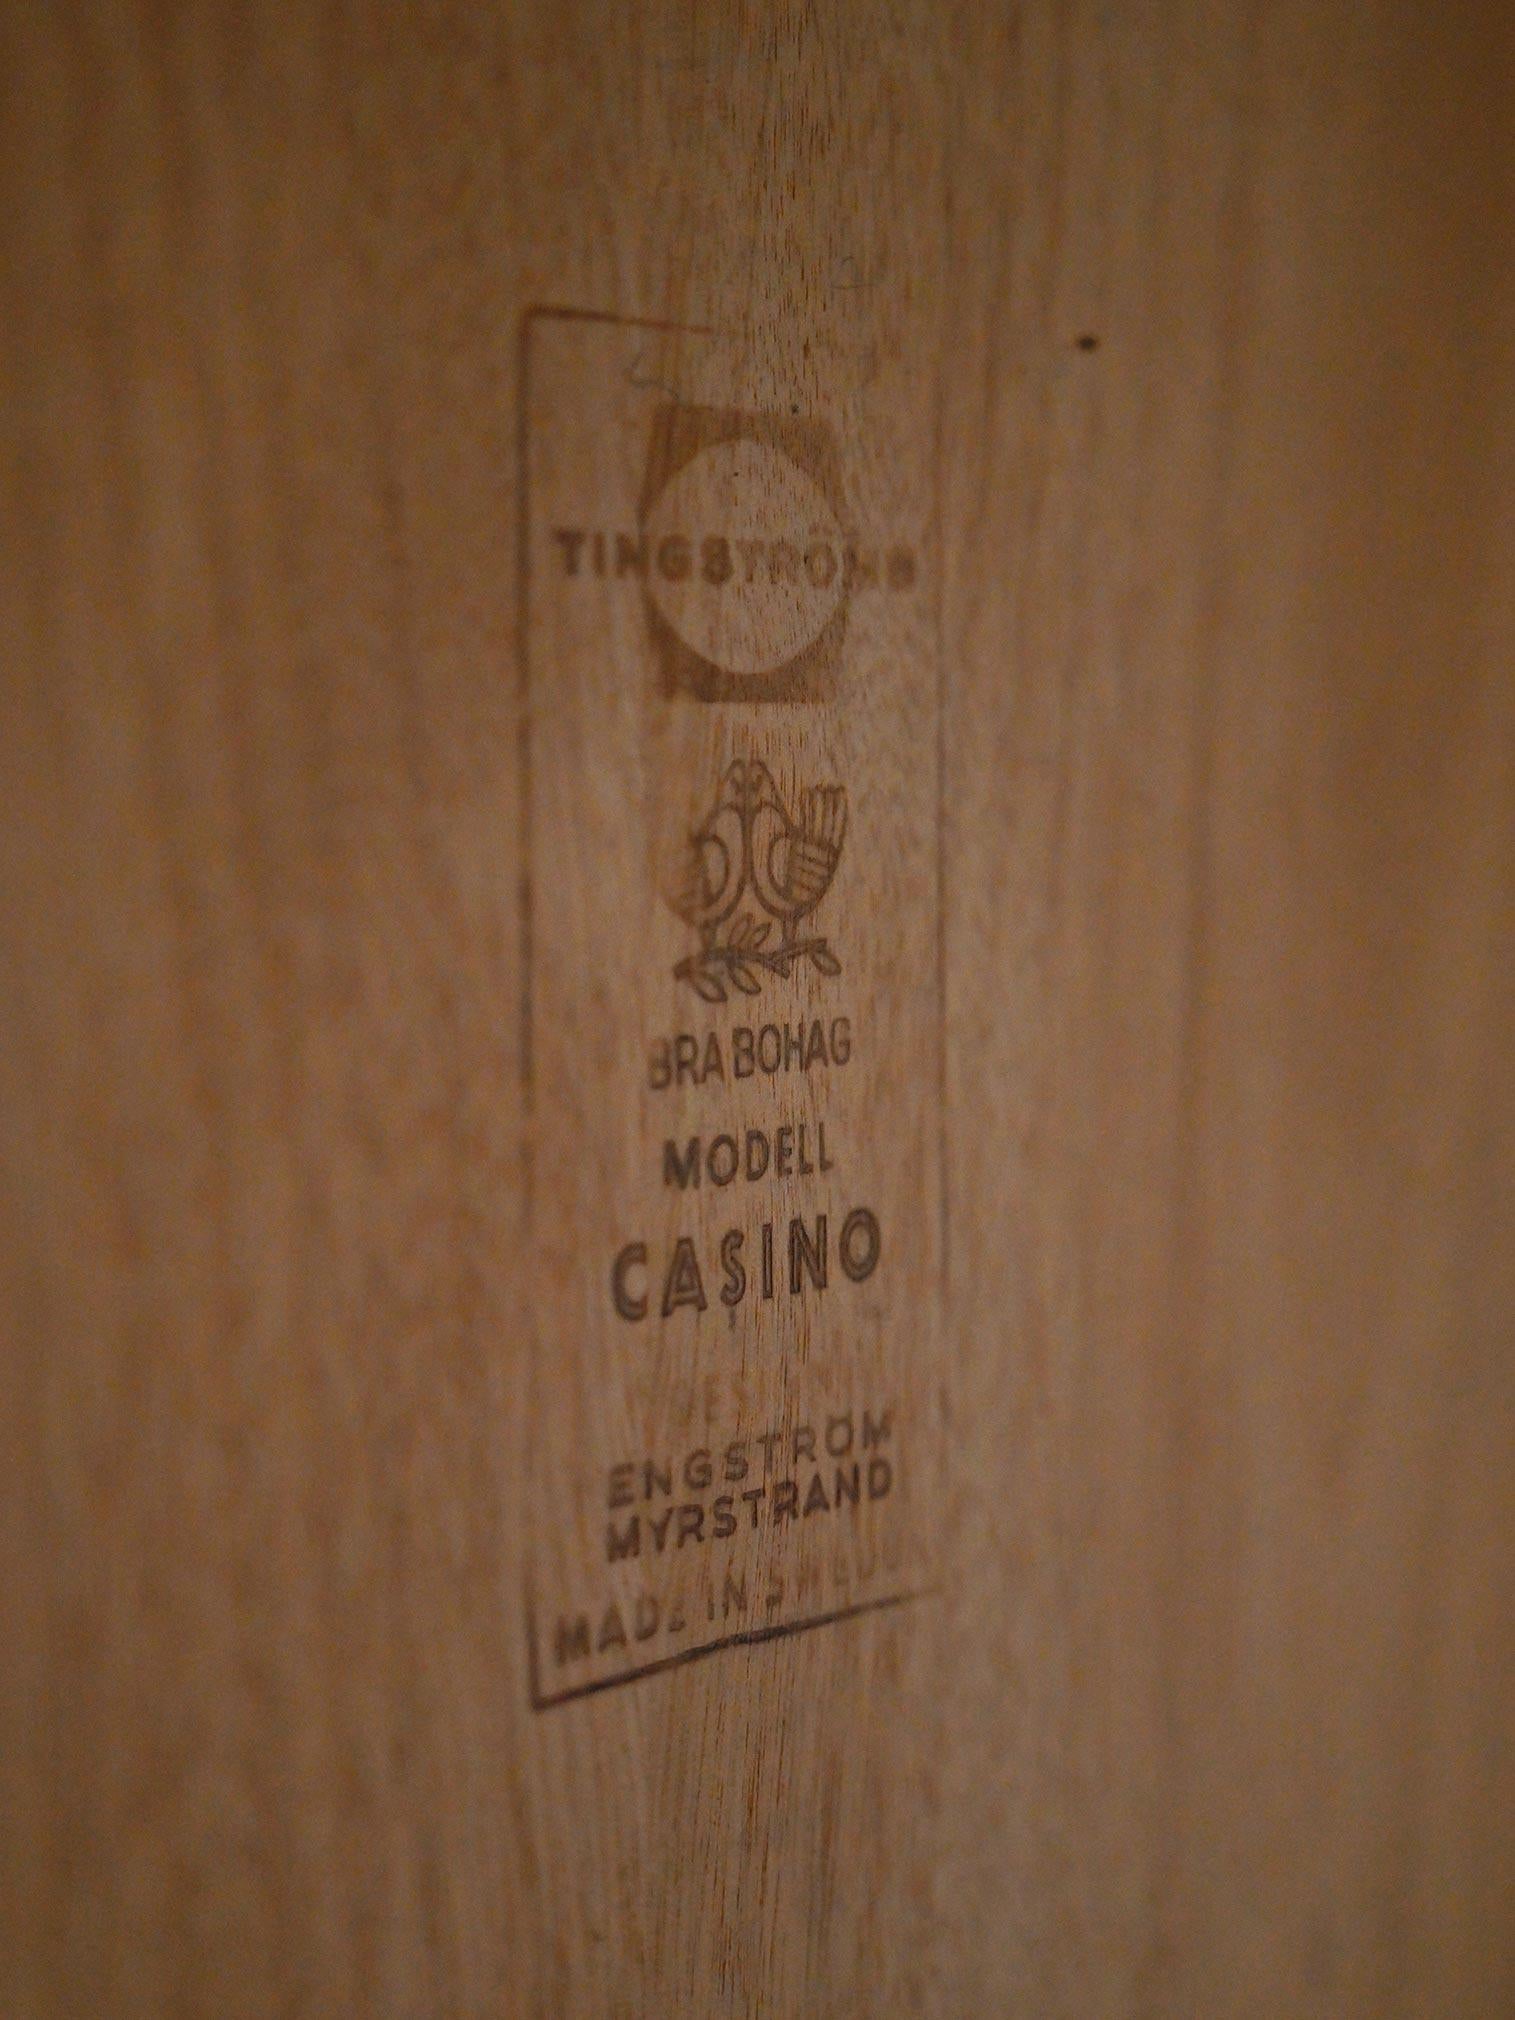 TINGSTRÖMS
BRA BOHAG
MODELL
CASINO
ENGSTRÖM
MYRSTRAND
MADE IN SWEDEN